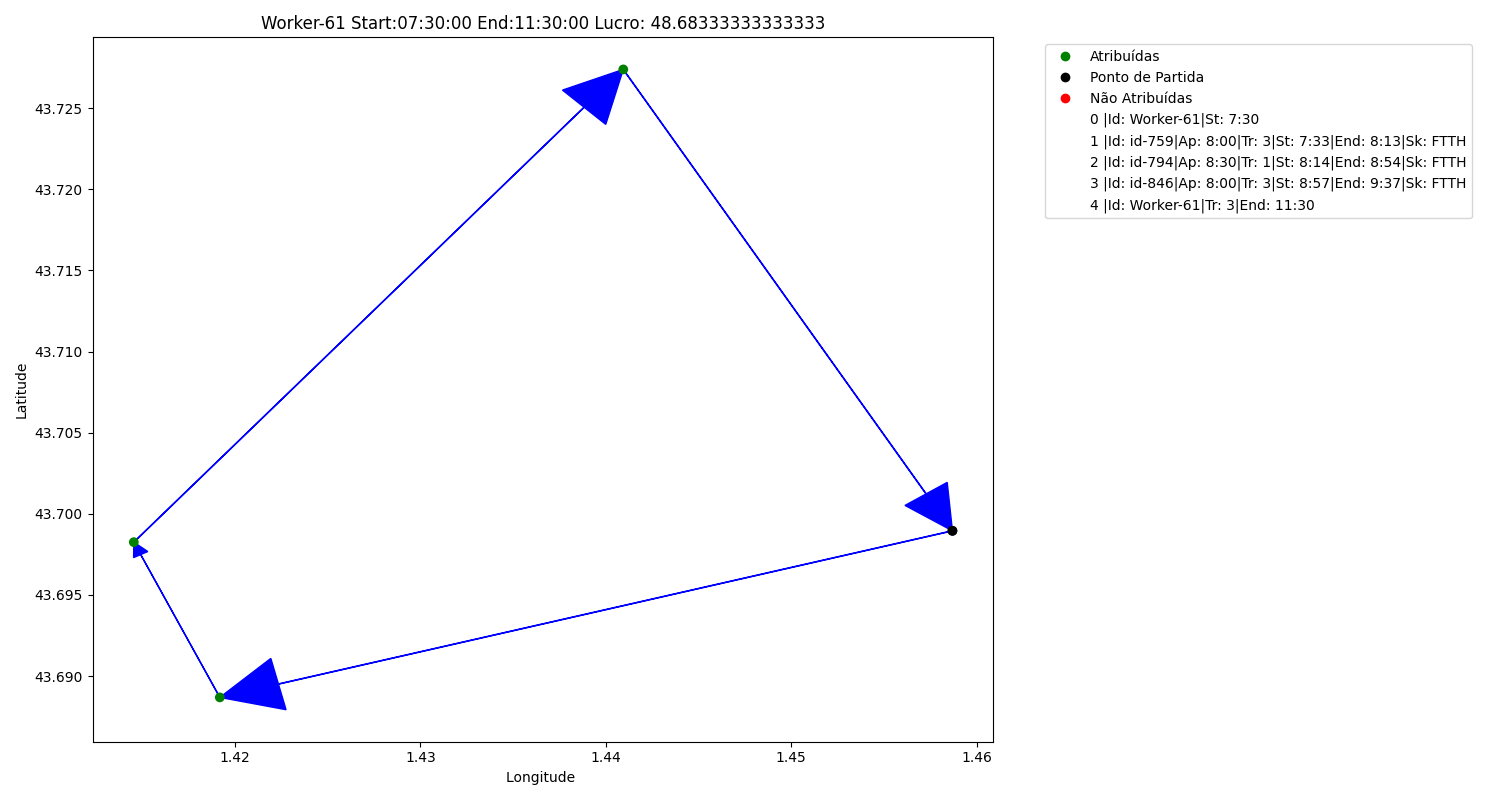 Worker-61 Start:07:30:00 End:11:30:00 Lucro: 48.68333333333333
Atribuídas
Ponto de Partida
Não Atribuídas
0 |Id: Worker-61|St: 7:30
1 |Id: id-759|Ap: 8:00|Tr: 3|St: 7:33|End: 8:13|Sk: FTTH
2 |Id: id-794|Ap: 8:30|Tr: 1|St: 8:14|End: 8:54|Sk: FTTH
3 |Id: id-846|Ap: 8:00|Tr: 3|St: 8:57|End: 9:37|Sk: FTTH
4 |Id: Worker-61|Tr: 3|End: 11:30
Latitude
43.725
43.720
43.715
43.710
43.705
43.700
43.695
43.690
1.42
1.43
1.44
1.45
1.46
Longitude